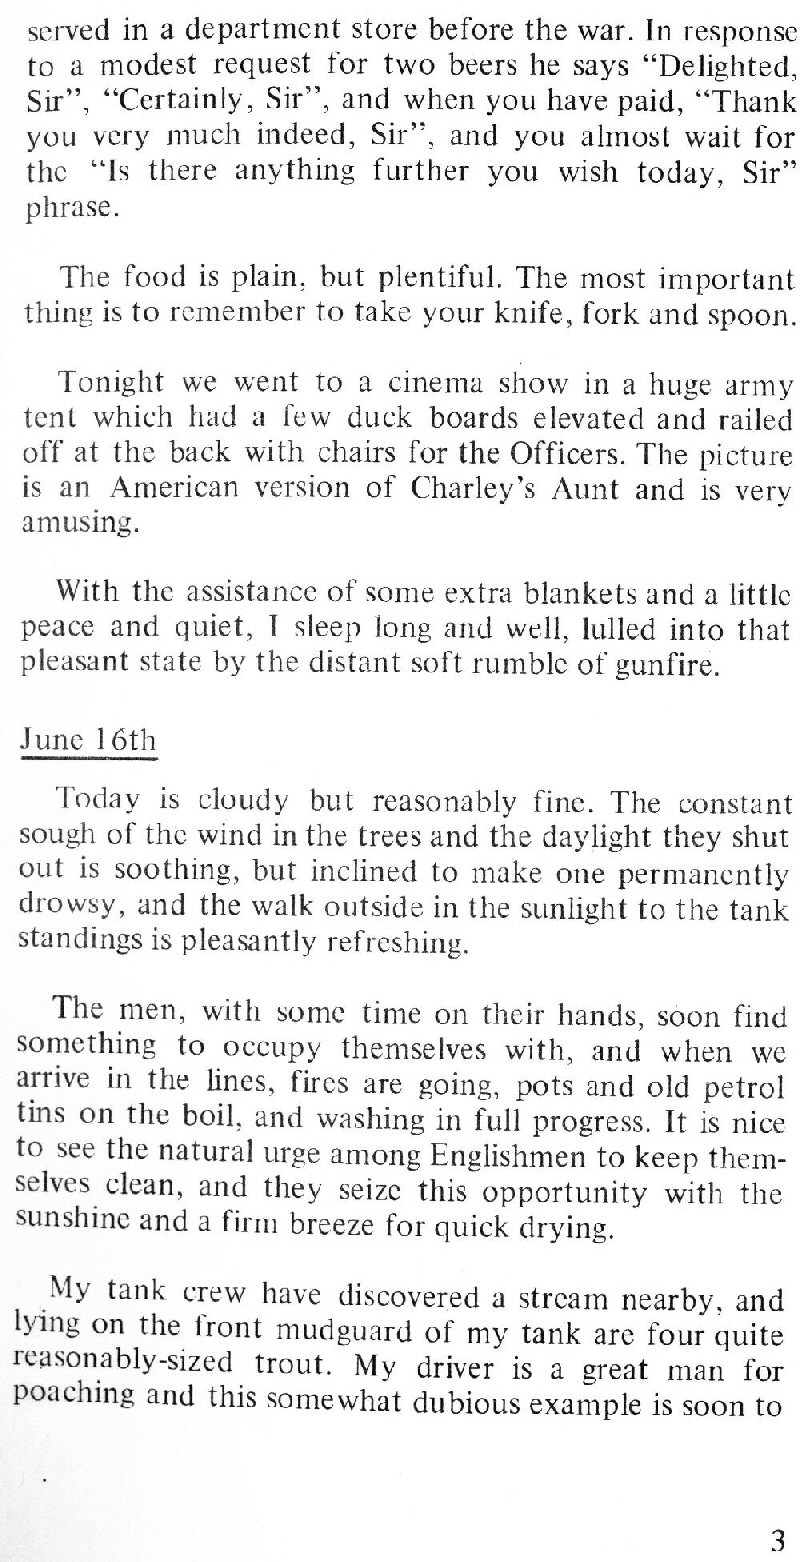 served in a department store before the war. In response
to a modest request for two beers he says “Delighted,
Sir”, “Certainly, Sir”, and when you have paid, “Thank
you very much indeed, Sir”, and you almost wait for
the “Is there anything further you wish today, Sir”
phrase.
The food is plain, but plentiful. The most important
thing is to remember to take your knife, fork and spoon.
Tonight we went to a cinema show in a huge army
tent which had a few duck boards elevated and railed
off at the back with chairs for the Officers. The picture
is an American version of Charley’s Aunt and is very
amusing.
With the assistance of some extra blankets and a little
peace and quiet, I sleep long and well, lulled into that
pleasant state by the distant soft rumble of gunfire.
June 16th
Today is cloudy but reasonably fine. The constant
sough of the wind in the trees and the daylight they shut
out is soothing, but inclined to make one permanently
drowsy, and the walk outside in the sunlight to the tank
standings is pleasantly refreshing.
The men, with some time on their hands, soon find
something to occupy themselves with, and when we
arrive in the lines, fires are going, pots and old petrol
tins on the boil, and washing in full progress. It is nice
to see the natural urge among Englishmen to keep them-
selves clean, and they seize this opportunity with the
sunshine and a firm breeze for quick drying.
My tank crew have discovered a stream nearby, and
lying on the front mudguard of my tank are four quite
reasonably-sized trout. My driver is a great man for
poaching and this somewhat dubious example is soon to
3